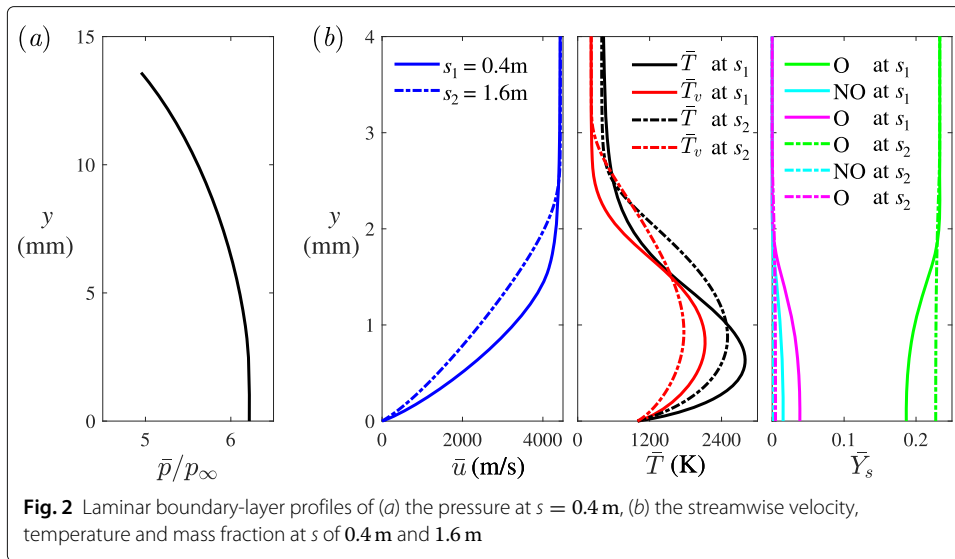 (a)
15
10
5
0
y
(mm)
5
6
p̄/p∞
(b)
4
3
2
1
0
y
(mm)
s₁ = 0.4m
s₂ = 1.6m
0
2000
4000
ū (m/s)
T̄ at s₁
T̄ᵥ at s₁
T̄ at s₂
T̄ᵥ at s₂
0
1200
2400
T̄ (K)
O at s₁
NO at s₁
O at s₁
O at s₂
NO at s₂
O at s₂
0
0.1
0.2
Ȳₛ
Fig. 2 Laminar boundary-layer profiles of (a) the pressure at s = 0.4 m, (b) the streamwise velocity,
temperature and mass fraction at s of 0.4 m and 1.6 m